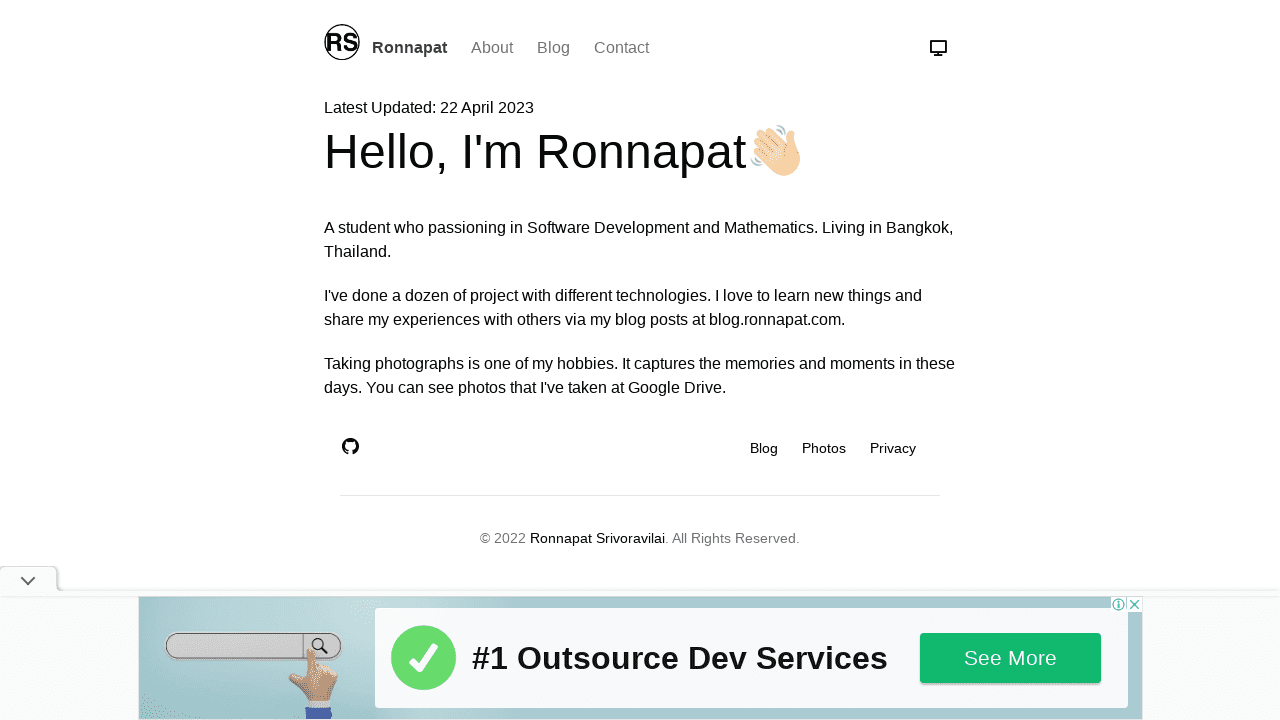 RS Ronnapat About Blog Contact
Latest Updated: 22 April 2023
Hello, I'm Ronnapat👋🏼
A student who passioning in Software Development and Mathematics. Living in Bangkok,
Thailand.
I've done a dozen of project with different technologies. I love to learn new things and
share my experiences with others via my blog posts at blog.ronnapat.com.
Taking photographs is one of my hobbies. It captures the memories and moments in these
days. You can see photos that I've taken at Google Drive.
Blog Photos Privacy
© 2022 Ronnapat Srivoravilai. All Rights Reserved.
#1 Outsource Dev Services
See More